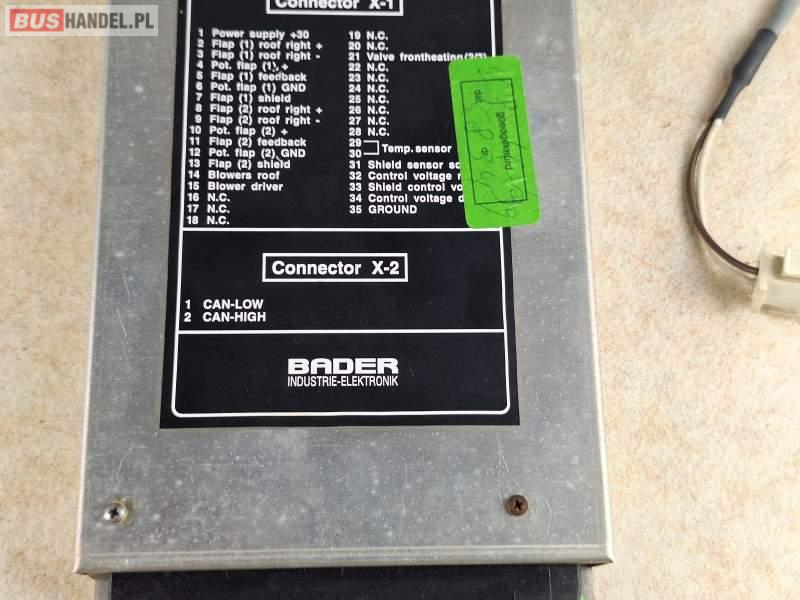 BUSHANDEL.PL
Connector X-1
1 Power supply +30
2 Flap (1) roof right +
3 Flap (1) roof right -
4 Pot. flap (1) +
5 Flap (1) feedback
6 Pot. flap (1) GND
7 Flap (1) shield
8 Flap (2) roof right +
9 Flap (2) roof right -
10 Pot. flap (2) +
11 Flap (2) feedback
12 Pot. flap (2) GND
13 Flap (2) shield
14 Blowers roof
15 Blower driver
16 N.C.
17 N.C.
18 N.C.
19 N.C.
20 N.C.
21 Valve frontheating (2/2)
22 N.C.
23 N.C.
24 N.C.
25 N.C.
26 N.C.
27 N.C.
28 N.C.
29
30 Temp. sensor
31 Shield sensor
32 Control voltage
33 Shield control
34 Control voltage
35 GROUND
goedgekeurd
dat.
Connector X-2
1 CAN-LOW
2 CAN-HIGH
BADER
INDUSTRIE-ELEKTRONIK